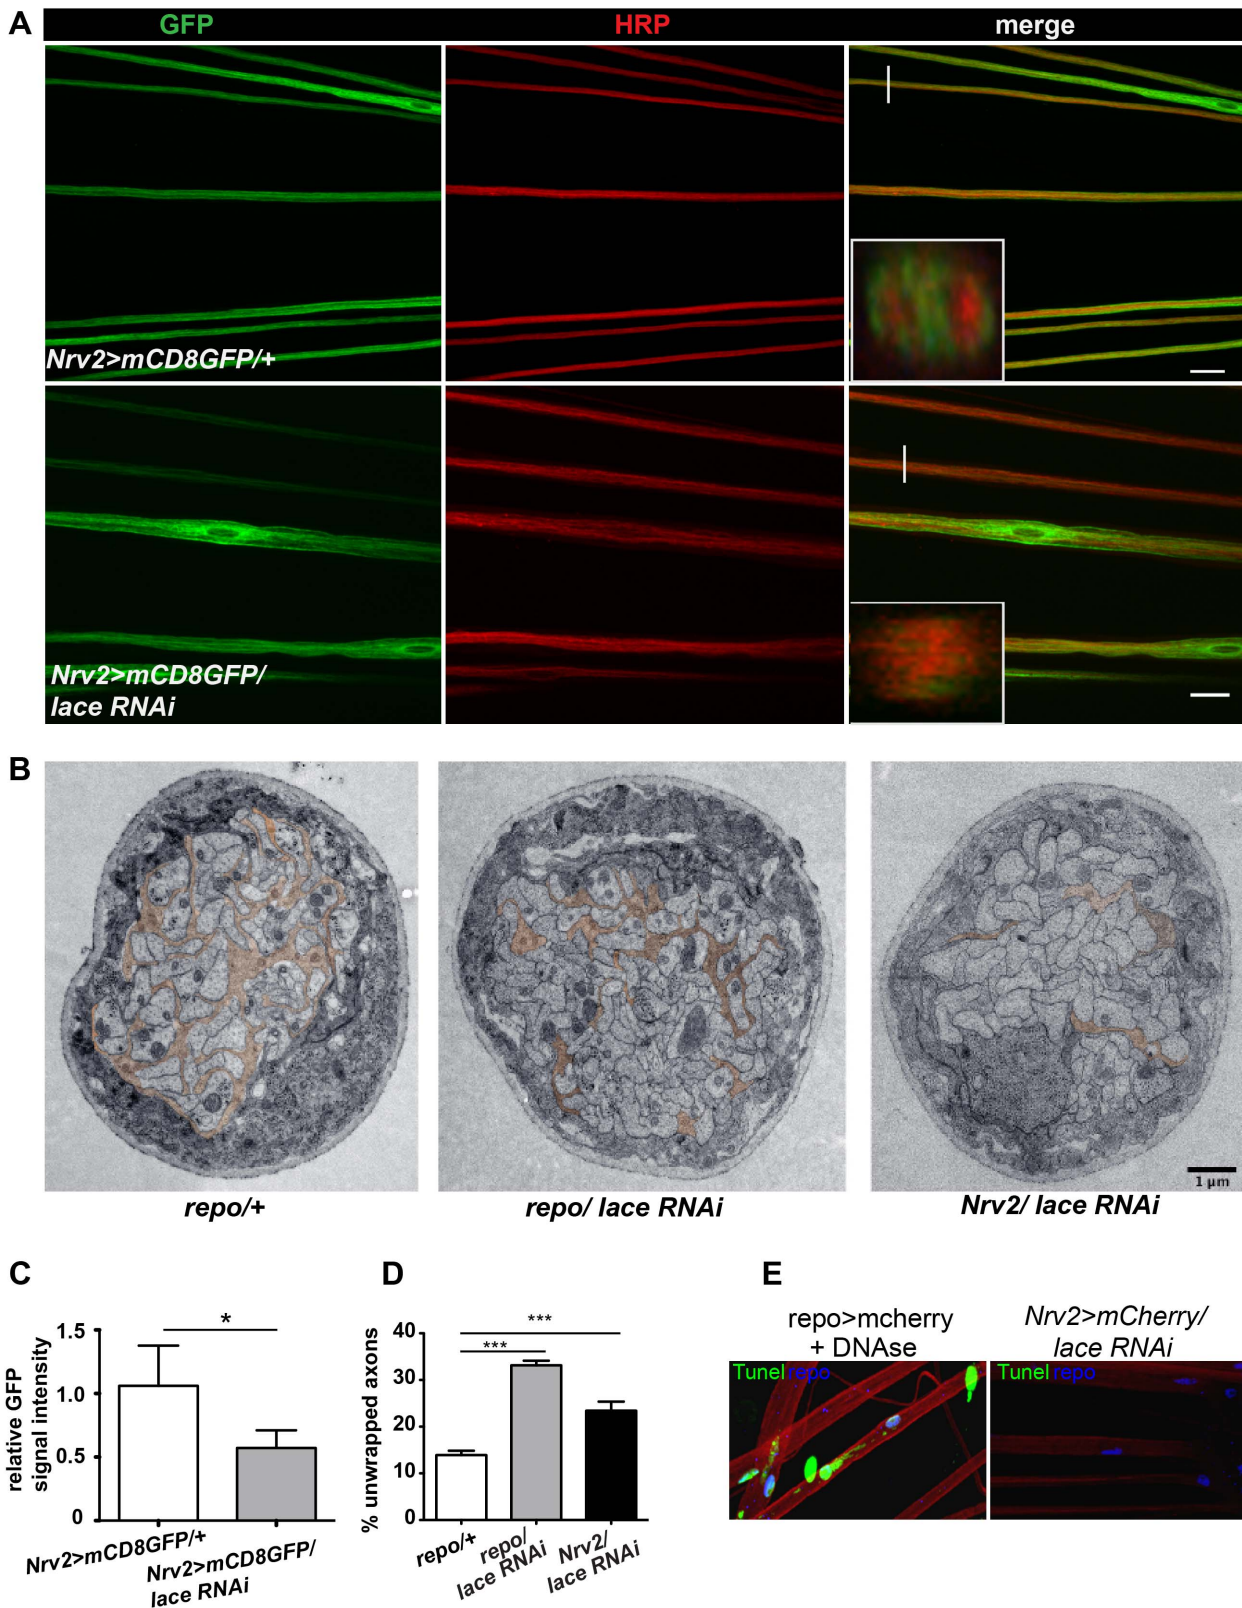 A
GFP
HRP
merge
Nrv2>mCD8GFP/+
Nrv2>mCD8GFP/
lace RNAi
B
1 µm
repo/+
repo/ lace RNAi
Nrv2/ lace RNAi
C
relative GFP
signal intensity
1.5
1.0
0.5
0
*
Nrv2>mCD8GFP/+
Nrv2>mCD8GFP/
lace RNAi
D
% unwrapped axons
40
30
20
10
0
***
***
repo/+
repo/
lace RNAi
Nrv2/
lace RNAi
E
repo>mcherry
+ DNAse
Nrv2>mCherry/
lace RNAi
Tunel repo
Tunel repo